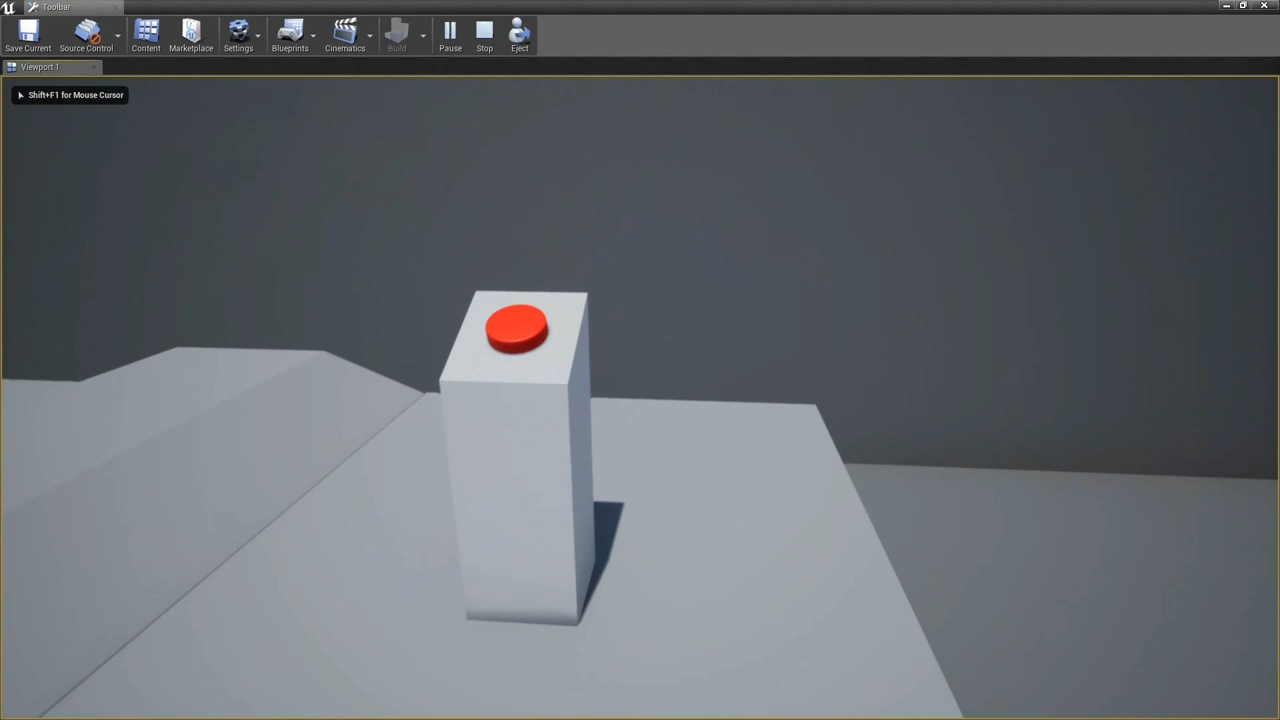 Toolbar
Save Current
Source Control
Content
Marketplace
Settings
Blueprints
Cinematics
Build
Pause
Stop
Eject
Viewport 1
Shift+F1 for Mouse Cursor